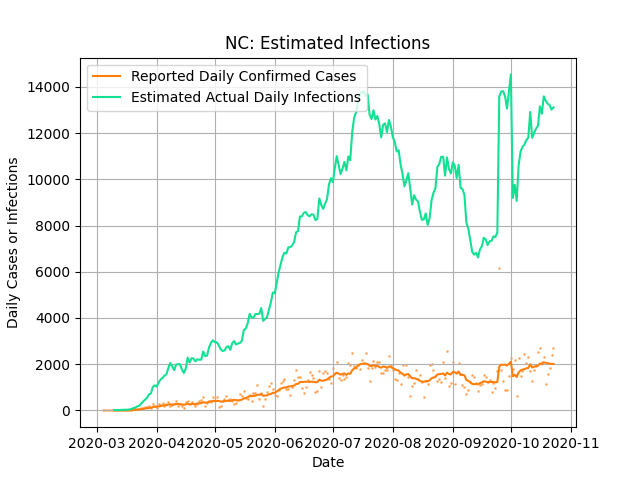 NC: Estimated Infections
Reported Daily Confirmed Cases
Estimated Actual Daily Infections
Daily Cases or Infections
14000
12000
10000
8000
6000
4000
2000
0
2020-03 2020-04 2020-05 2020-06 2020-07 2020-08 2020-09 2020-10 2020-11
Date